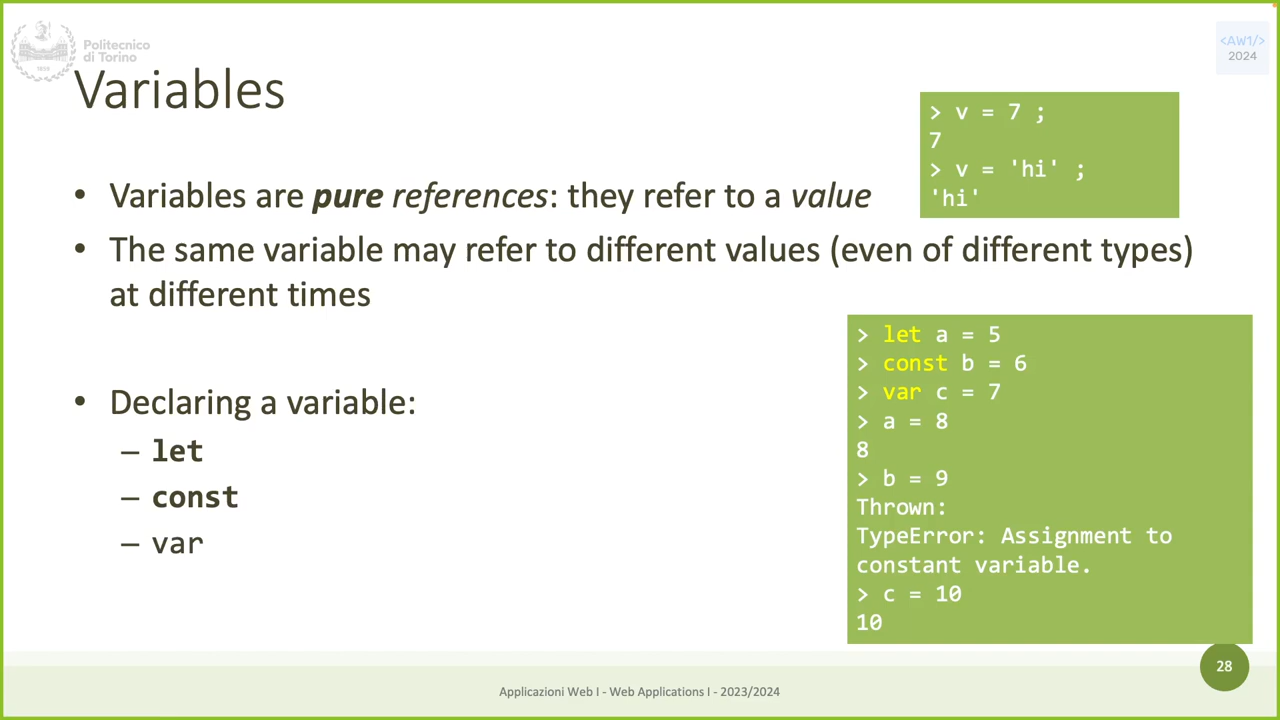 Politecnico
di Torino
1859
<AW1/>
2024
Variables
> v = 7 ;
7
> v = 'hi' ;
'hi'
• Variables are pure references: they refer to a value
• The same variable may refer to different values (even of different types)
at different times
• Declaring a variable:
– let
– const
– var
> let a = 5
> const b = 6
> var c = 7
> a = 8
8
> b = 9
Thrown:
TypeError: Assignment to
constant variable.
> c = 10
10
28
Applicazioni Web I - Web Applications I - 2023/2024